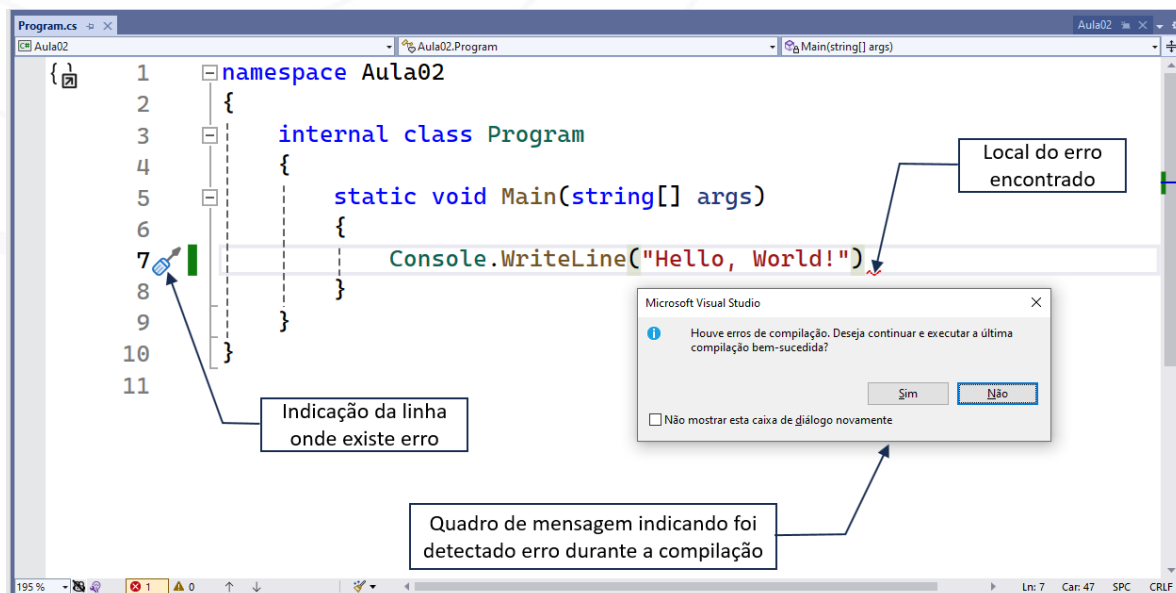 Program.cs
Aula02
Aula02
Aula02.Program
Main(string[] args)
1 namespace Aula02
2 {
3 internal class Program
4 {
5 static void Main(string[] args)
6 {
7 Console.WriteLine("Hello, World!")
8 }
9 }
10 }
11
Local do erro
encontrado
Microsoft Visual Studio
Houve erros de compilação. Deseja continuar e executar a última
compilação bem-sucedida?
Sim
Não
Não mostrar esta caixa de diálogo novamente
Indicação da linha
onde existe erro
Quadro de mensagem indicando foi
detectado erro durante a compilação
195 %
1
0
Ln: 7 Car: 47 SPC CRLF